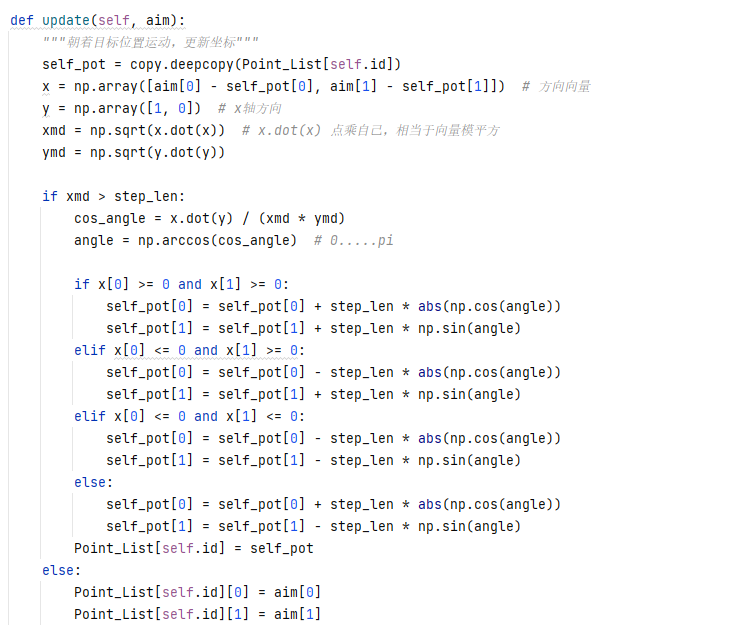 def update(self, aim):
    """朝着目标位置运动，更新坐标"""
    self_pot = copy.deepcopy(Point_List[self.id])
    x = np.array([aim[0] - self_pot[0], aim[1] - self_pot[1]])  # 方向向量
    y = np.array([1, 0])  # x轴方向
    xmd = np.sqrt(x.dot(x))  # x.dot(x) 点乘自己，相当于向量模平方
    ymd = np.sqrt(y.dot(y))

    if xmd > step_len:
        cos_angle = x.dot(y) / (xmd * ymd)
        angle = np.arccos(cos_angle)  # 0.....pi

        if x[0] >= 0 and x[1] >= 0:
            self_pot[0] = self_pot[0] + step_len * abs(np.cos(angle))
            self_pot[1] = self_pot[1] + step_len * np.sin(angle)
        elif x[0] <= 0 and x[1] >= 0:
            self_pot[0] = self_pot[0] - step_len * abs(np.cos(angle))
            self_pot[1] = self_pot[1] + step_len * np.sin(angle)
        elif x[0] <= 0 and x[1] <= 0:
            self_pot[0] = self_pot[0] - step_len * abs(np.cos(angle))
            self_pot[1] = self_pot[1] - step_len * np.sin(angle)
        else:
            self_pot[0] = self_pot[0] + step_len * abs(np.cos(angle))
            self_pot[1] = self_pot[1] - step_len * np.sin(angle)
        Point_List[self.id] = self_pot
    else:
        Point_List[self.id][0] = aim[0]
        Point_List[self.id][1] = aim[1]